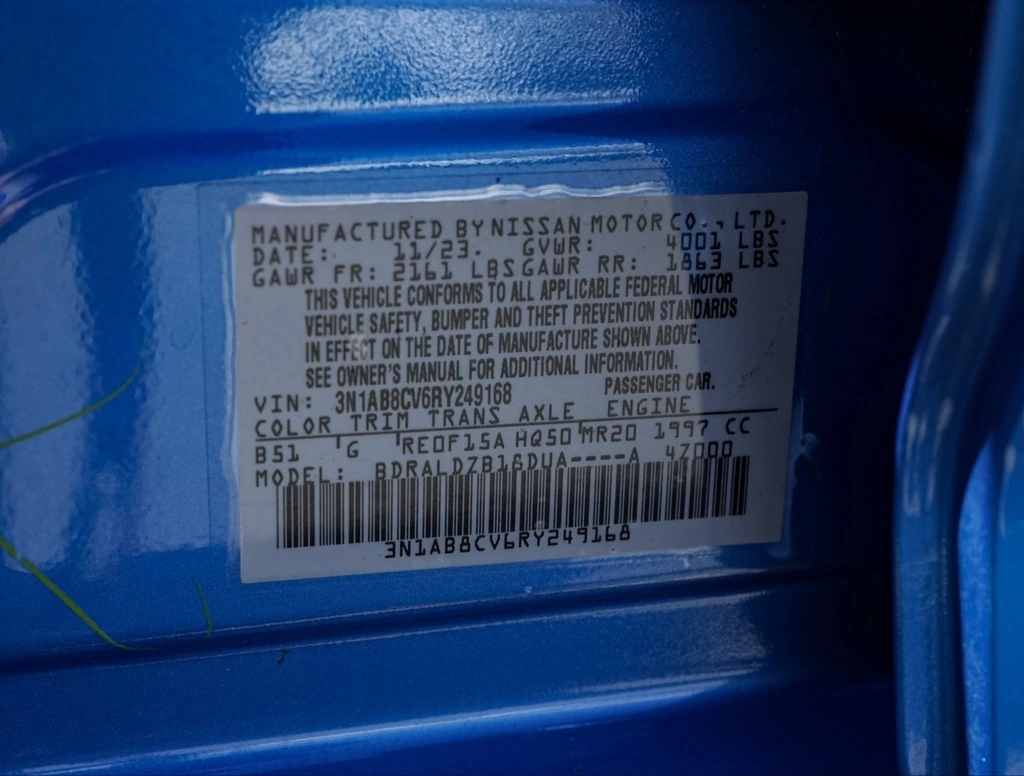 MANUFACTURED BY NISSAN MOTOR CO., LTD.
DATE: 11/23. GVWR: 4001 LBS
GAWR FR: 2161 LBS GAWR RR: 1863 LBS
THIS VEHICLE CONFORMS TO ALL APPLICABLE FEDERAL MOTOR
VEHICLE SAFETY, BUMPER AND THEFT PREVENTION STANDARDS
IN EFFECT ON THE DATE OF MANUFACTURE SHOWN ABOVE.
SEE OWNER'S MANUAL FOR ADDITIONAL INFORMATION.
VIN: 3N1AB8CV6RY249168 PASSENGER CAR.
COLOR TRIM TRANS AXLE ENGINE
B51 G RE0F15A HQ50 MR20 1997 CC
MODEL: BDRALDZB18DUA----A 47000
3N1AB8CV6RY249168